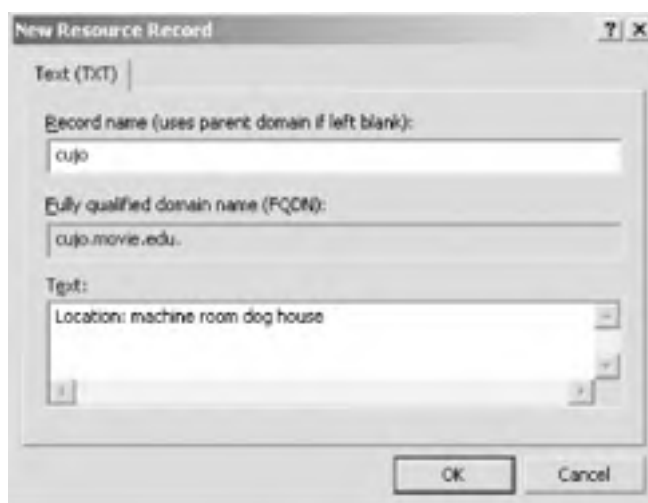 New Resource Record
Text (TXT)
Record name (uses parent domain if left blank):
cujo
Fully qualified domain name (FQDN):
cujo.movie.edu.
Text:
Location: machine room dog house
OK
Cancel